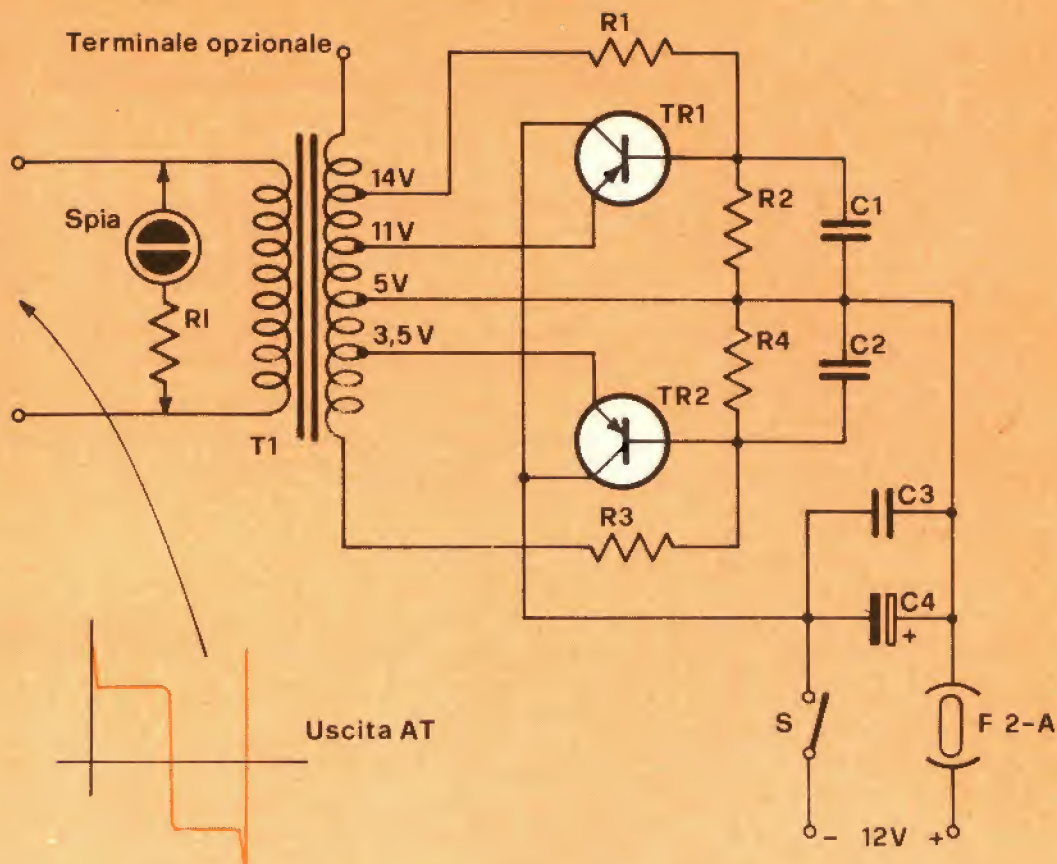 Terminale opzionale
R1
TR1
14V
11V
5V
3,5 V
Spia
RI
T1
R2
C1
R4
C2
TR2
R3
C3
C4
+
Uscita AT
S
F 2-A
- 12V +